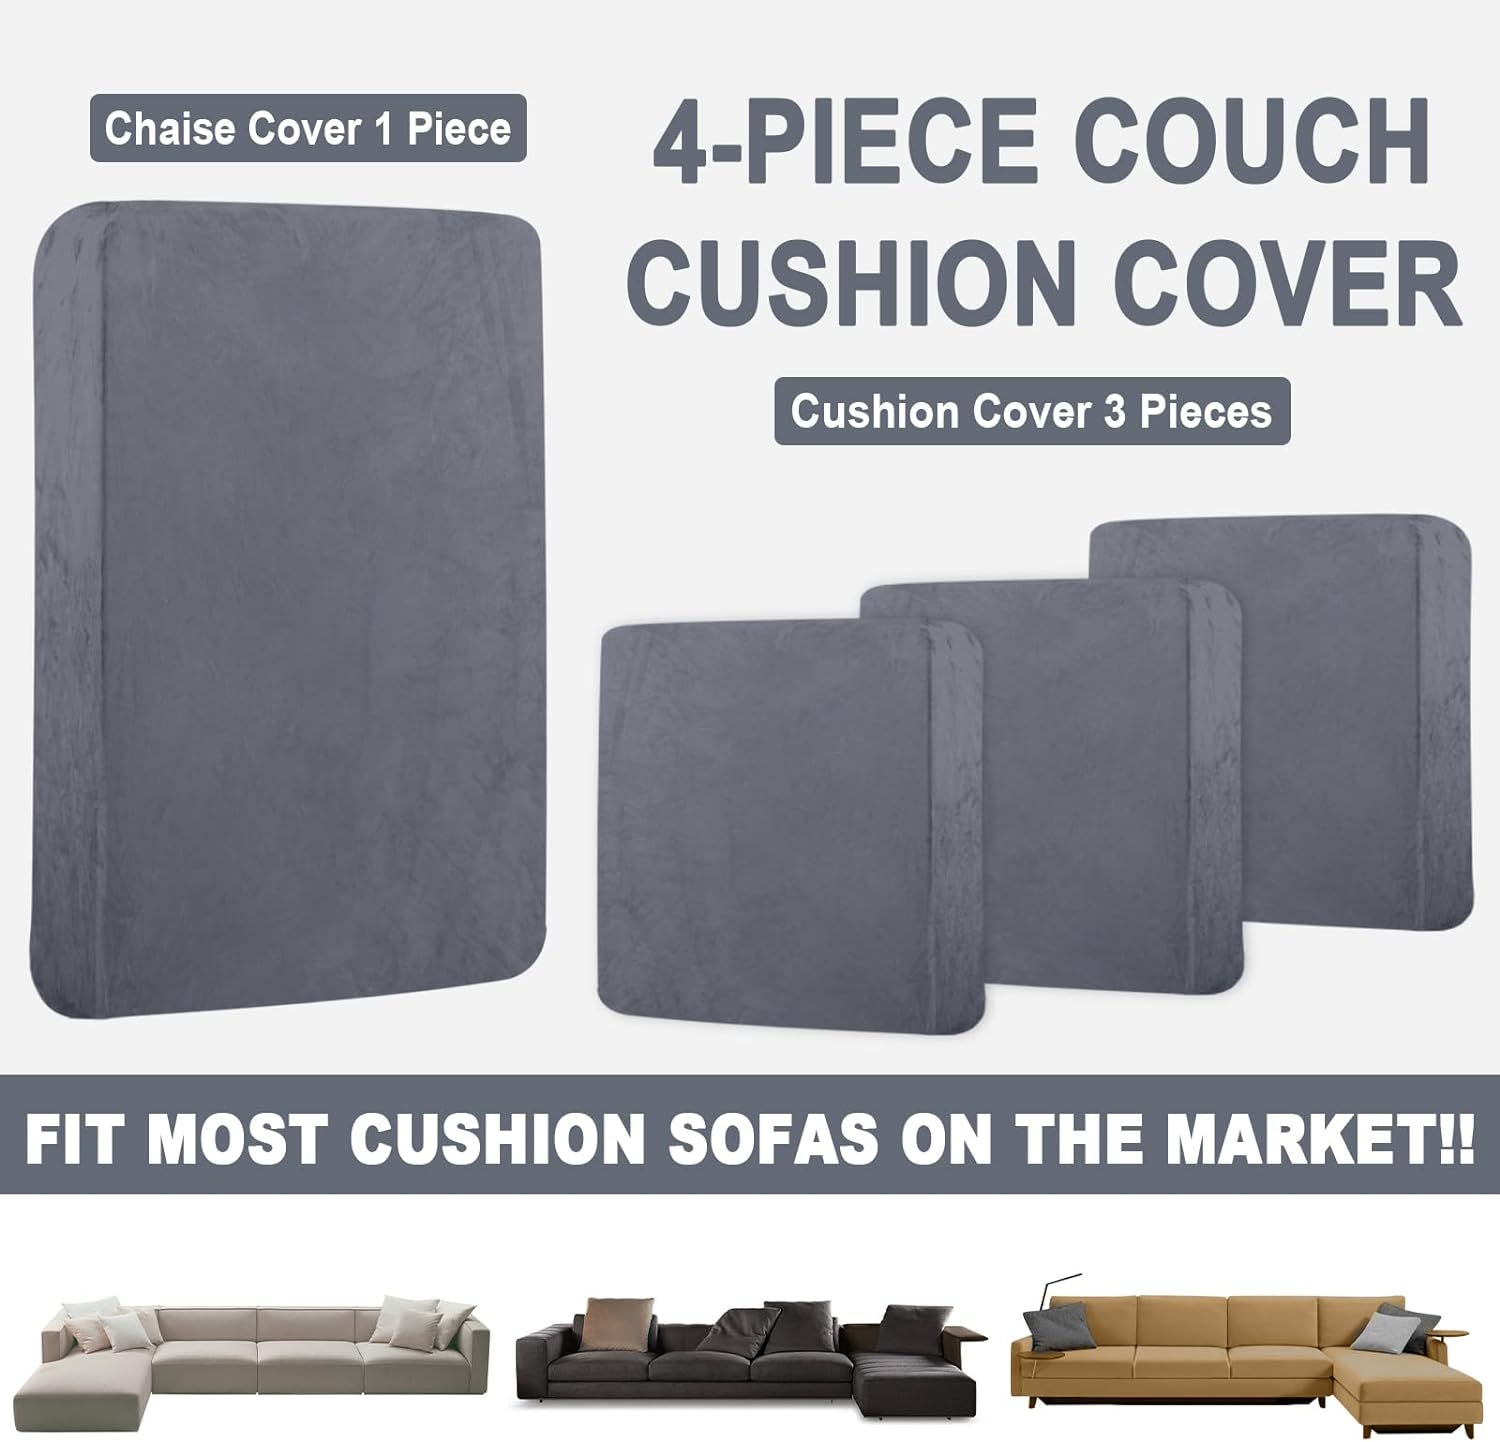 Chaise Cover 1 Piece
4-PIECE COUCH
CUSHION COVER
Cushion Cover 3 Pieces
FIT MOST CUSHION SOFAS ON THE MARKET!!